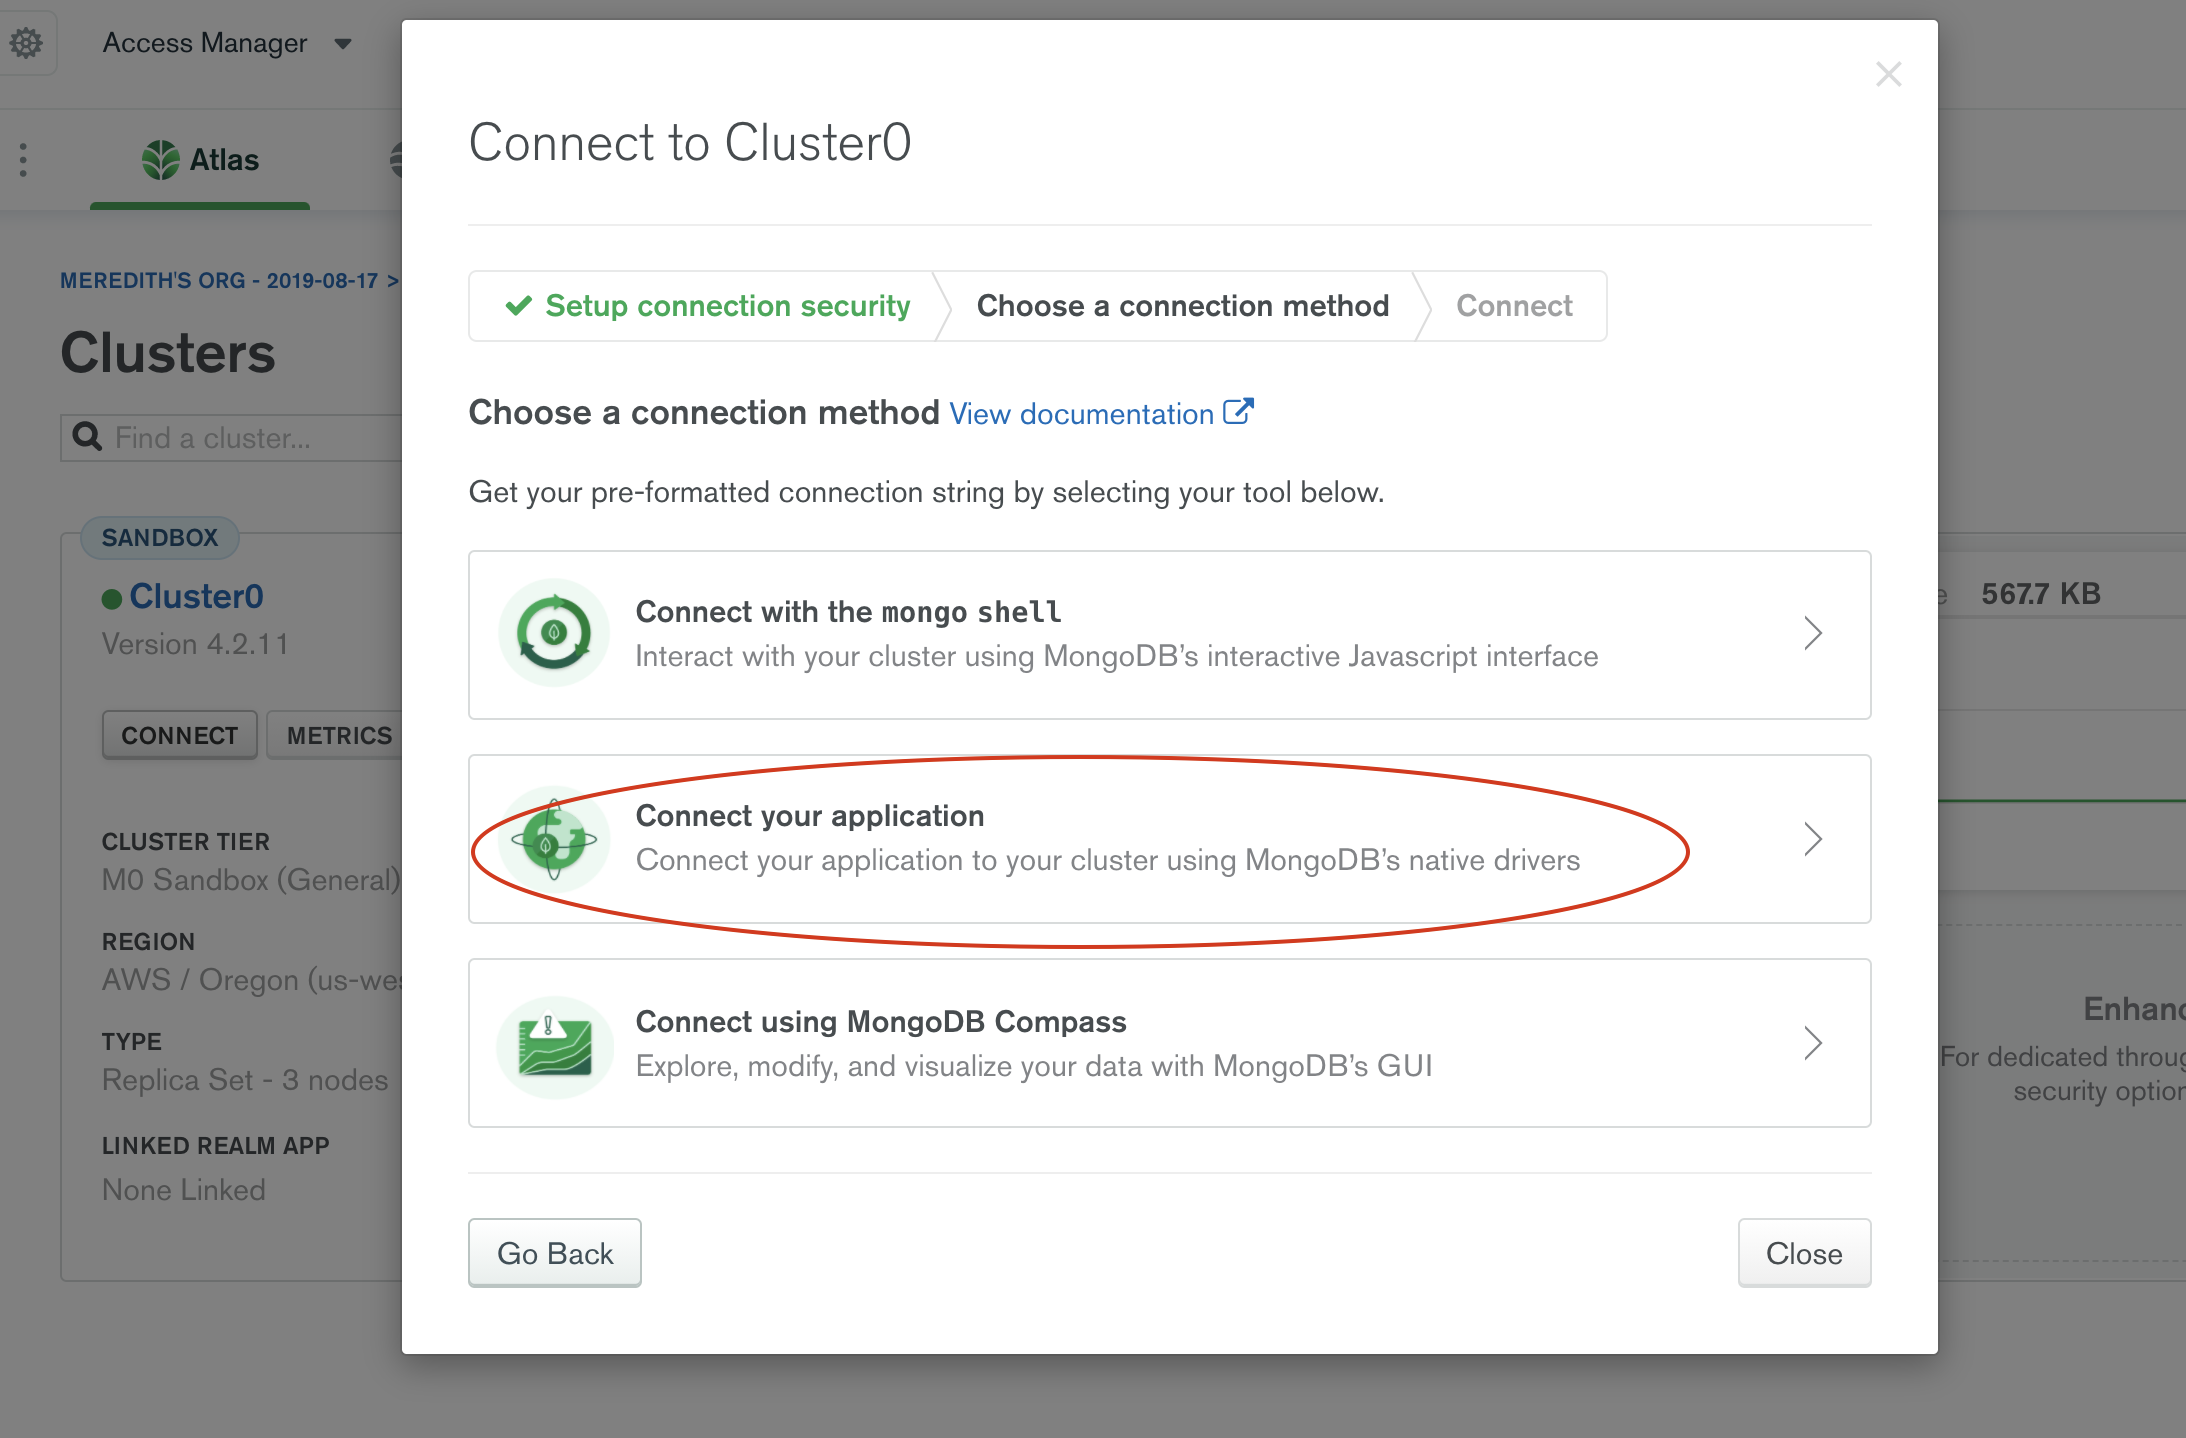 Access Manager
Atlas
MEREDITH'S ORG - 2019-08-17 >
Clusters
Find a cluster...
SANDBOX
Cluster0
Version 4.2.11
CONNECT
METRICS
CLUSTER TIER
M0 Sandbox (General)
REGION
AWS / Oregon (us-wes
TYPE
Replica Set - 3 nodes
LINKED REALM APP
None Linked
Connect to Cluster0
Setup connection security
Choose a connection method
Connect
Choose a connection method View documentation
Get your pre-formatted connection string by selecting your tool below.
Connect with the mongo shell
Interact with your cluster using MongoDB’s interactive Javascript interface
Connect your application
Connect your application to your cluster using MongoDB’s native drivers
Connect using MongoDB Compass
Explore, modify, and visualize your data with MongoDB’s GUI
Go Back
Close
567.7 KB
Enhanc
For dedicated throug
security option